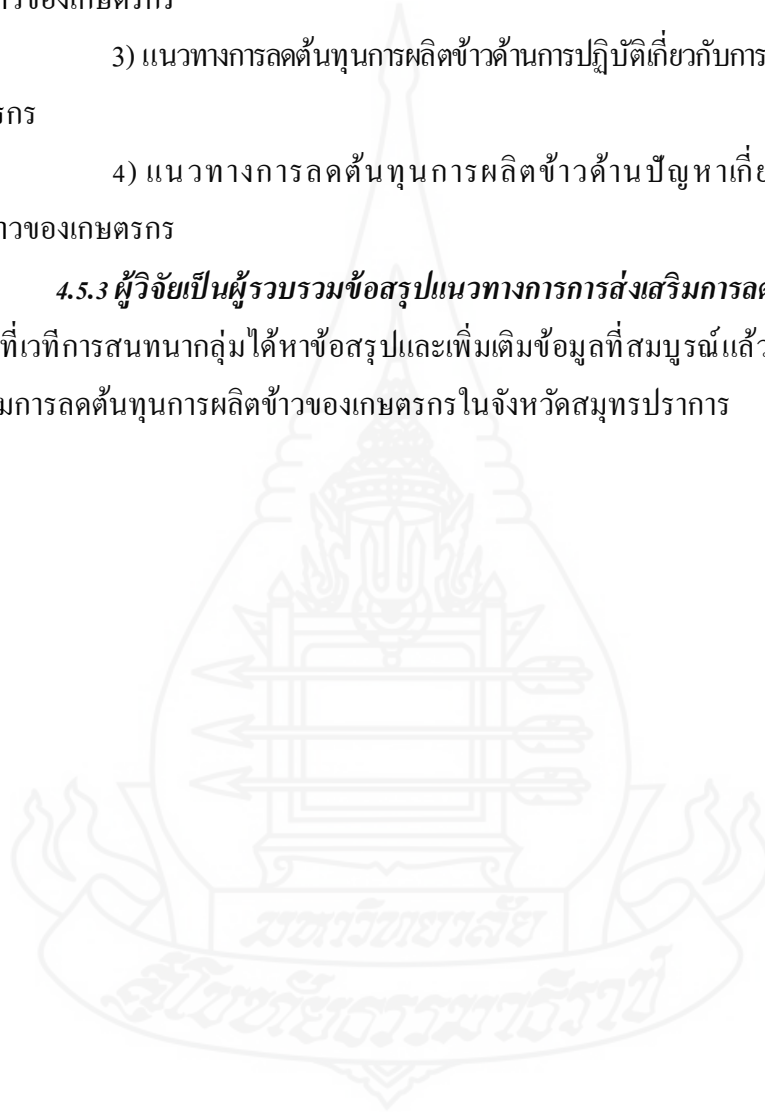 ารของเกษตรกร
3) แนวทางการลดต้นทุนการผลิตข้าวด้านการปฏิบัติเกี่ยวกับการ
รกร
4) แนวทางการลดต้นทุนการผลิตข้าวด้านปัญหาเกี่ย
าวของเกษตรกร
4.5.3 ผู้วิจัยเป็นผู้รวบรวมข้อสรุปแนวทางการการส่งเสริมการลด
ที่เวทีการสนทนากลุ่มได้หาข้อสรุปและเพิ่มเติมข้อมูลที่สมบูรณ์แล้ว
มการลดต้นทุนการผลิตข้าวของเกษตรกรในจังหวัดสมุทรปราการ
มหาวิทยาลัย
สุโขทัยธรรมาธิราช